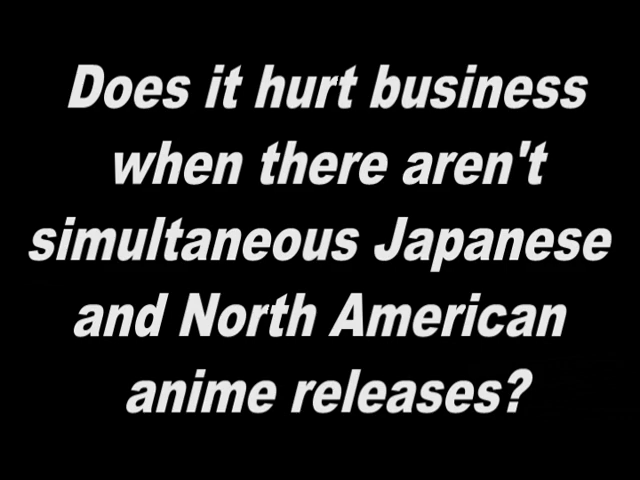 Does it hurt business
when there aren't
simultaneous Japanese
and North American
anime releases?